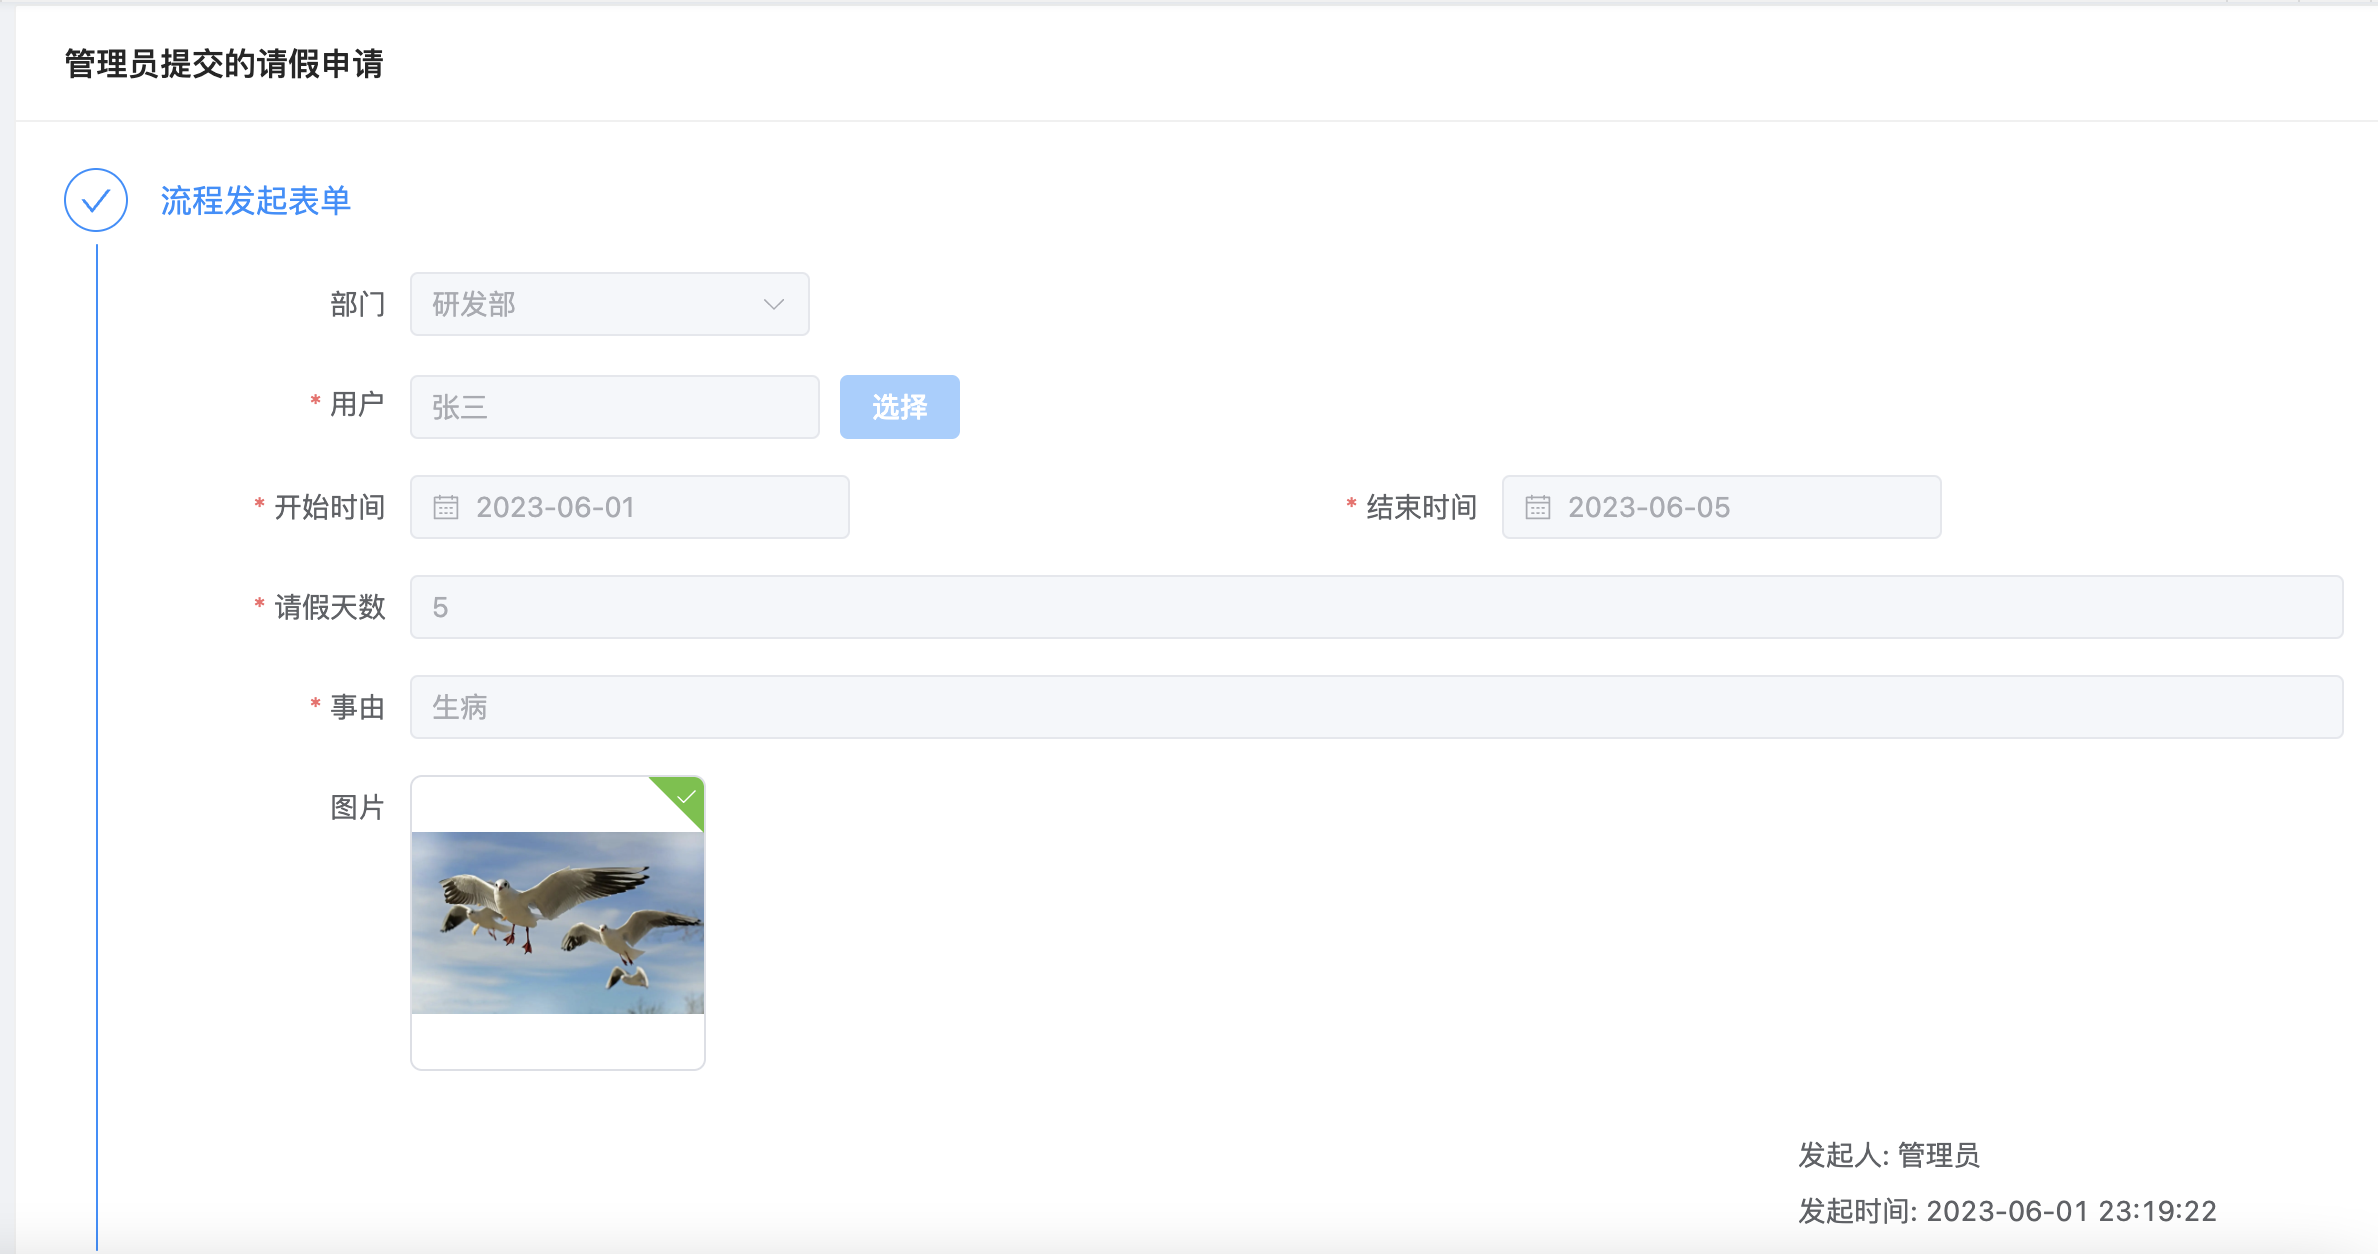 管理员提交的请假申请
流程发起表单
部门 研发部
* 用户 张三 选择
* 开始时间 2023-06-01 * 结束时间 2023-06-05
* 请假天数 5
* 事由 生病
图片
发起人: 管理员
发起时间: 2023-06-01 23:19:22